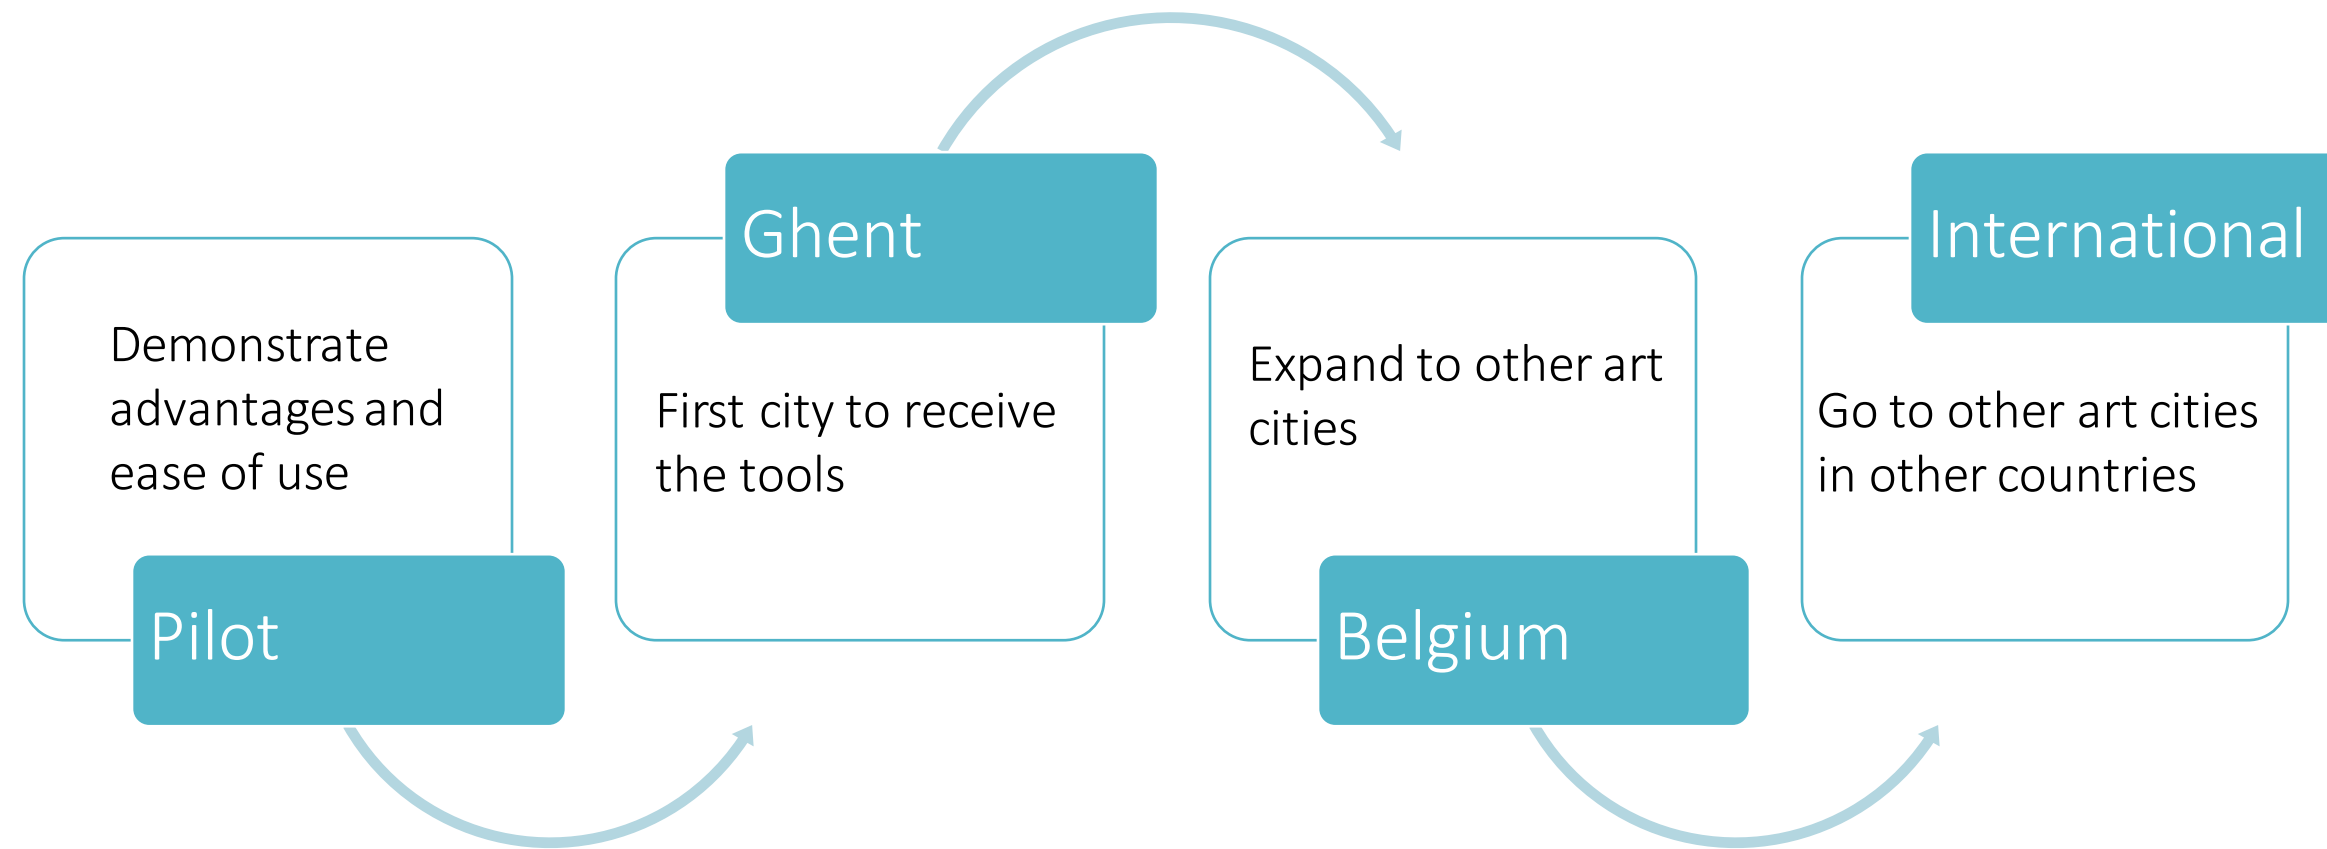 Demonstrate
advantages and
ease of use
Pilot
Ghent
First city to receive
the tools
Expand to other art
cities
Belgium
International
Go to other art cities
in other countries